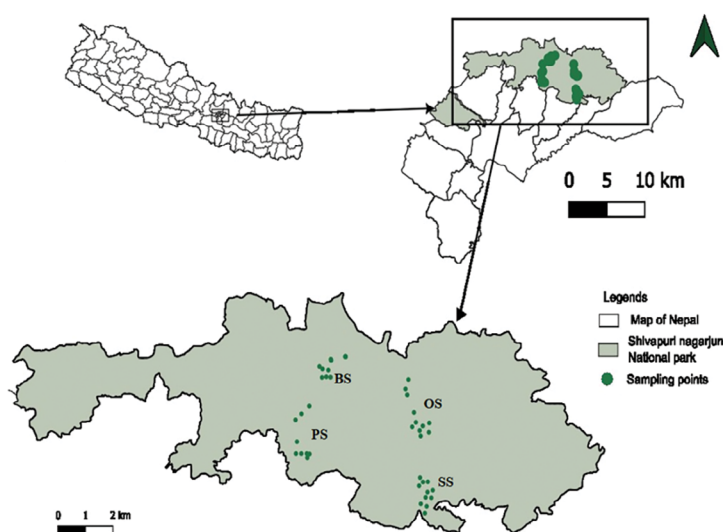 0 5 10 km
Legends
Map of Nepal
Shivapuri nagarjun
National park
Sampling points
BS
OS
PS
SS
0 1 2 km